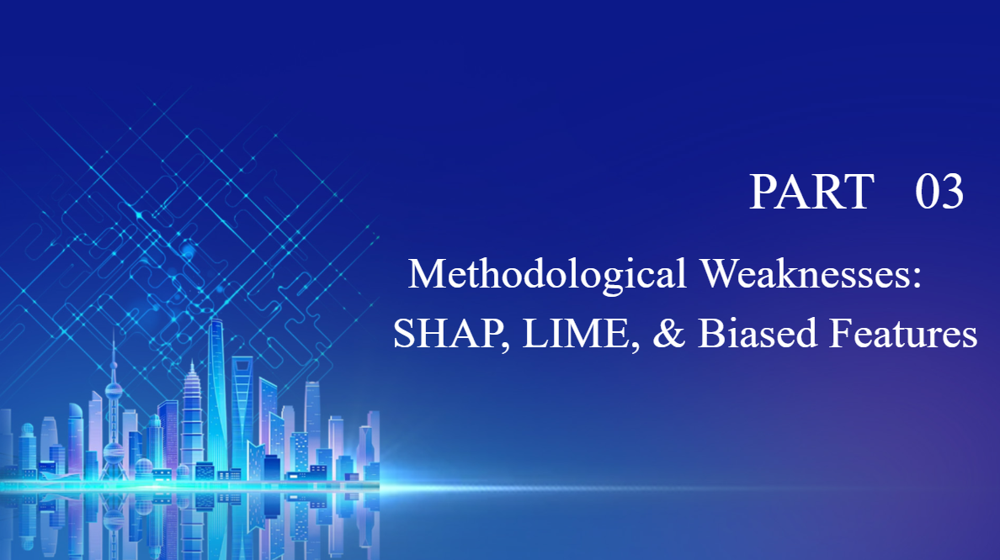 PART 03
Methodological Weaknesses:
SHAP, LIME, & Biased Features